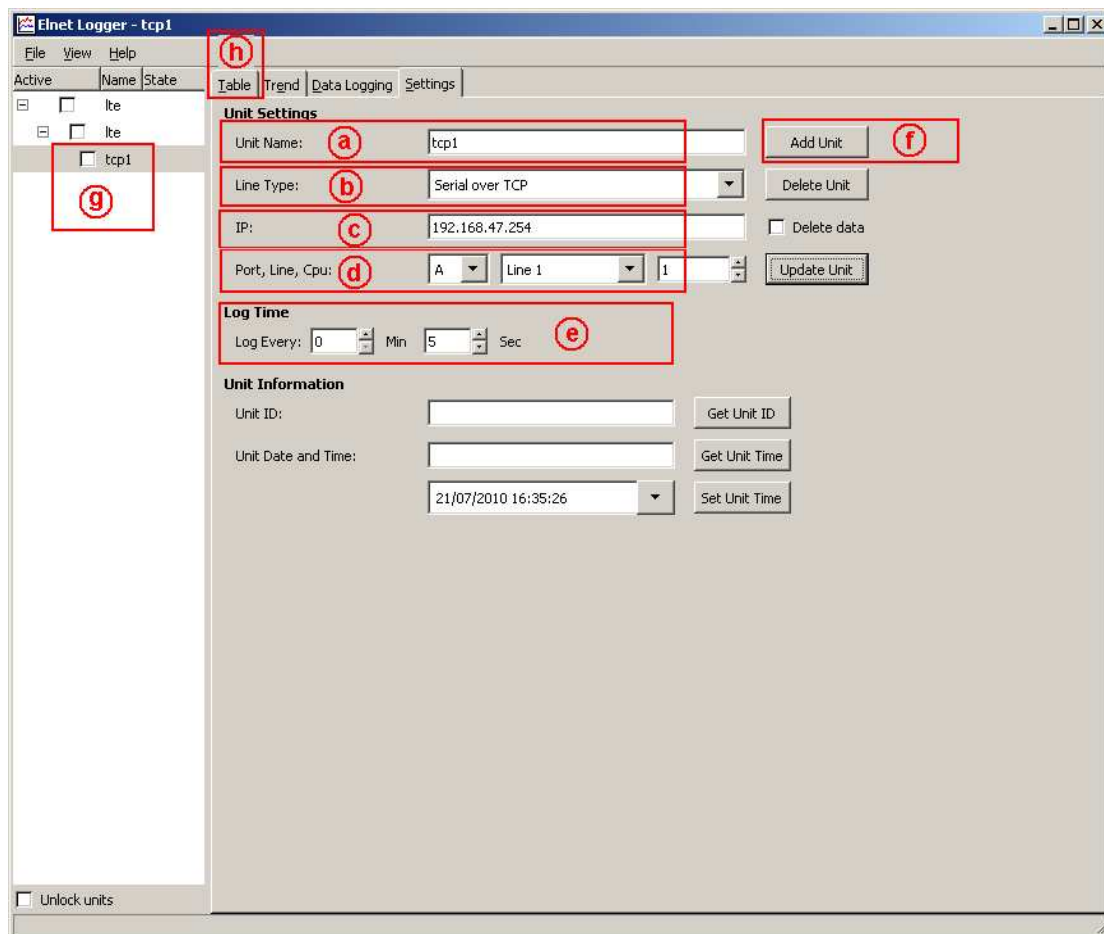 Elnet Logger - tcp1
File View Help
h
Active Name State
Table Trend Data Logging Settings
lte
lte
tcp1
g
Unit Settings
Unit Name: a tcp1 Add Unit f
Line Type: b Serial over TCP Delete Unit
IP: c 192.168.47.254 Delete data
Port, Line, Cpu: d A Line 1 1 Update Unit
Log Time
Log Every: 0 Min 5 Sec e
Unit Information
Unit ID: Get Unit ID
Unit Date and Time: Get Unit Time
21/07/2010 16:35:26 Set Unit Time
Unlock units